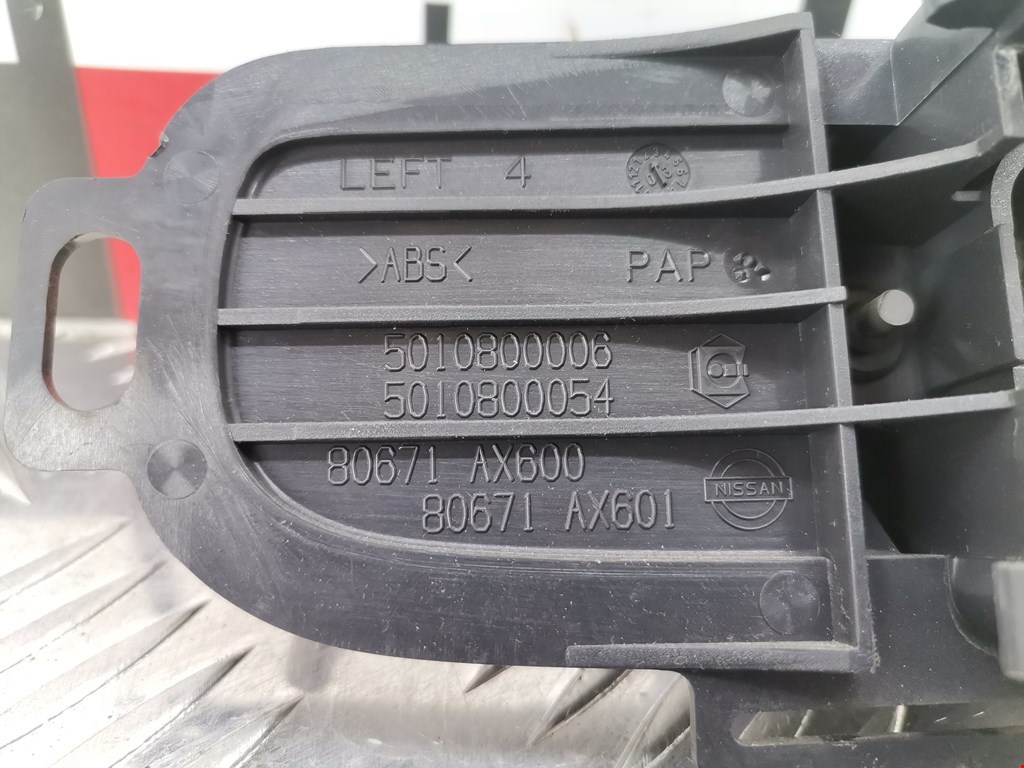 LEFT 4
>ABS< PAP
5010800006
5010800054
80671 AX600
80671 AX601
NISSAN